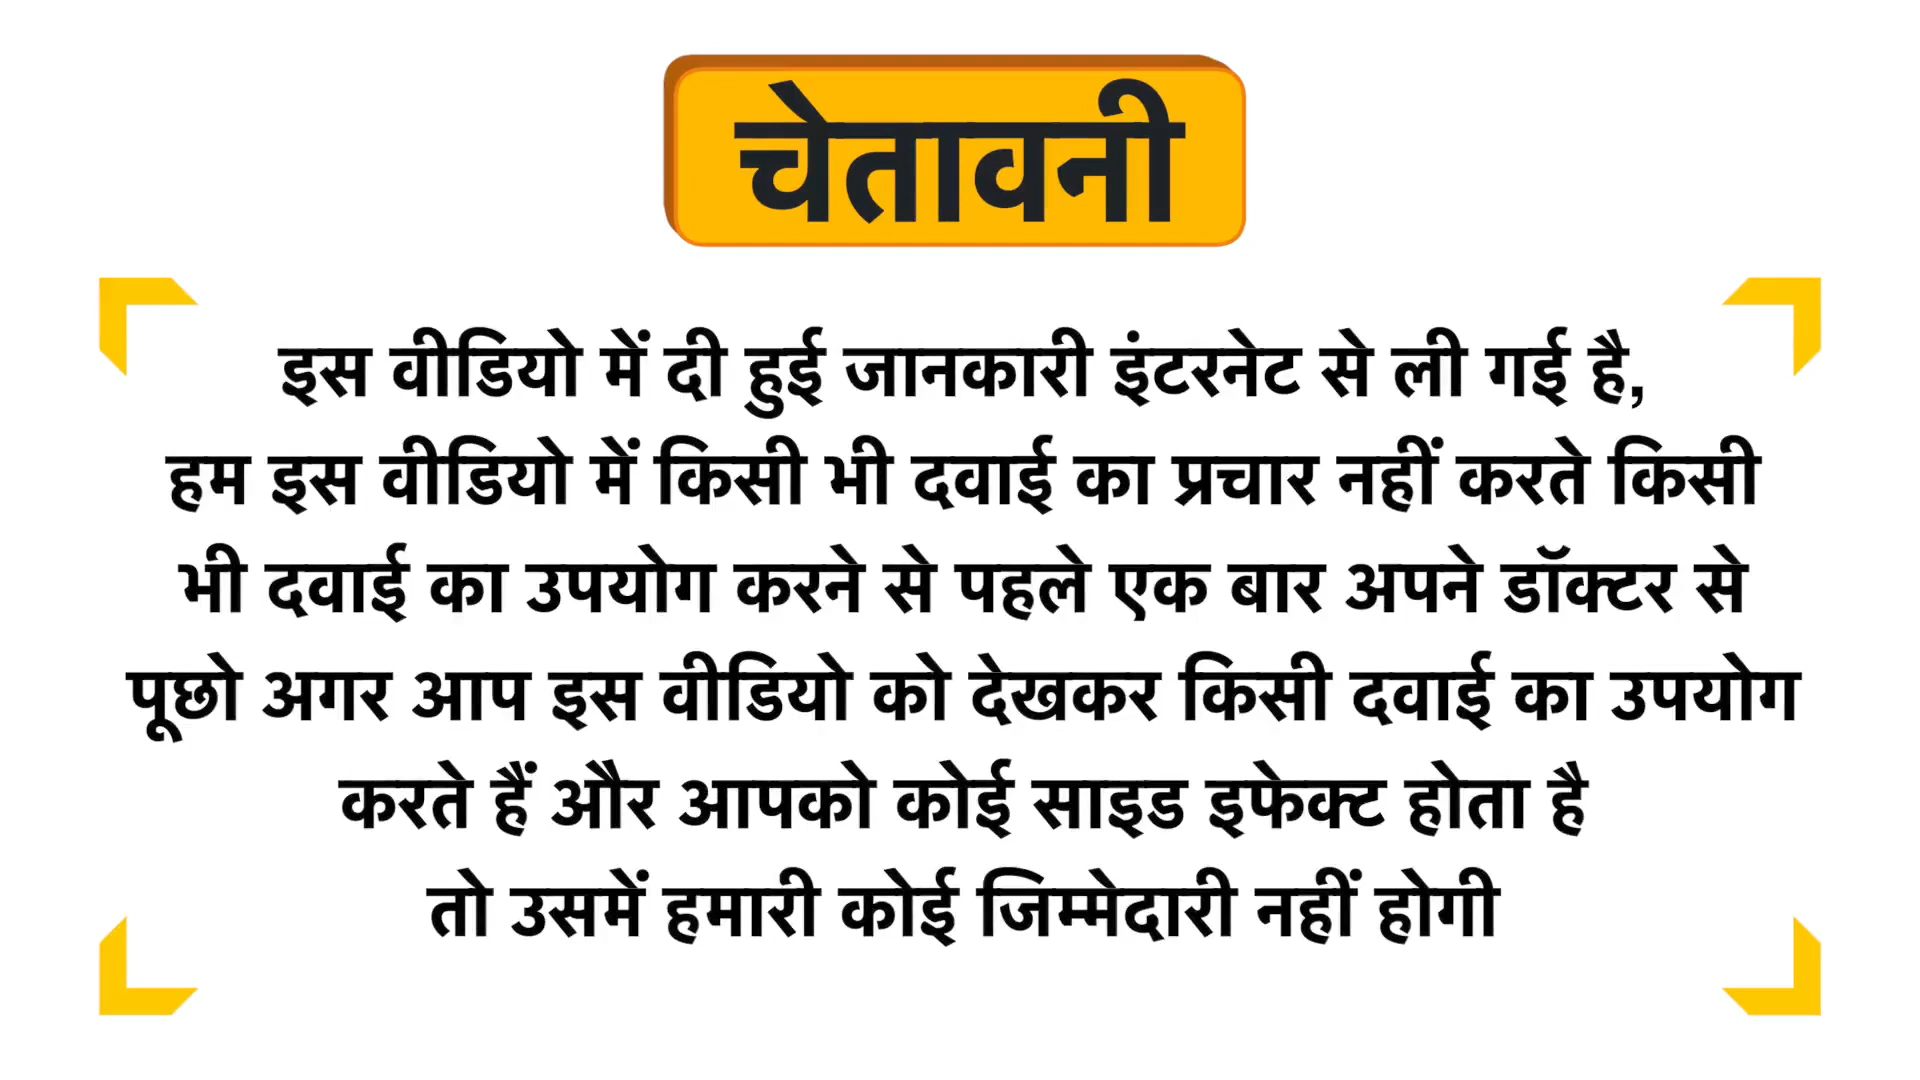 चेतावनी
इस वीडियो में दी हुई जानकारी इंटरनेट से ली गई है,
हम इस वीडियो में किसी भी दवाई का प्रचार नहीं करते किसी
भी दवाई का उपयोग करने से पहले एक बार अपने डॉक्टर से
पूछो अगर आप इस वीडियो को देखकर किसी दवाई का उपयोग
करते हैं और आपको कोई साइड इफेक्ट होता है
तो उसमें हमारी कोई जिम्मेदारी नहीं होगी